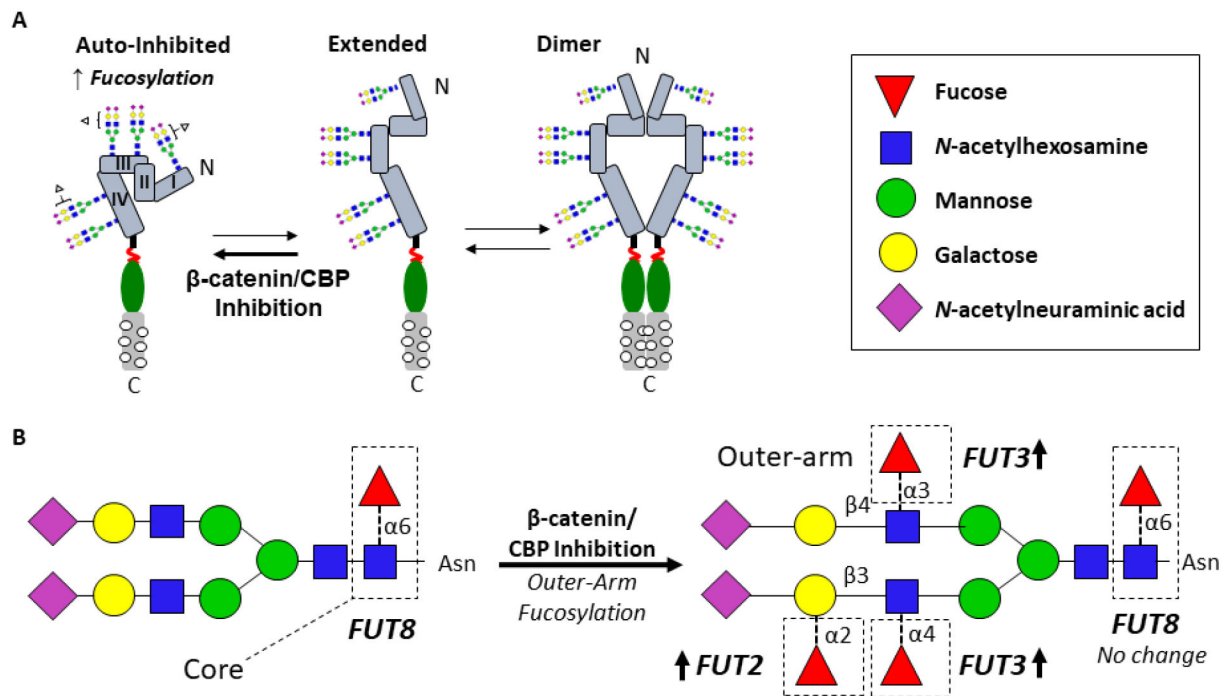 A
Auto-Inhibited
↑ Fucosylation
Extended
Dimer
N
N
N
N
III
II
I
IV
β-catenin/CBP
Inhibition
C
C
C
Fucose
N-acetylhexosamine
Mannose
Galactose
N-acetylneuraminic acid
B
α6
Asn
FUT8
Core
β-catenin/
CBP Inhibition
Outer-Arm
Fucosylation
Outer-arm
FUT3
α3
β4
α6
Asn
β3
α2
α4
FUT2
FUT3
FUT8
No change